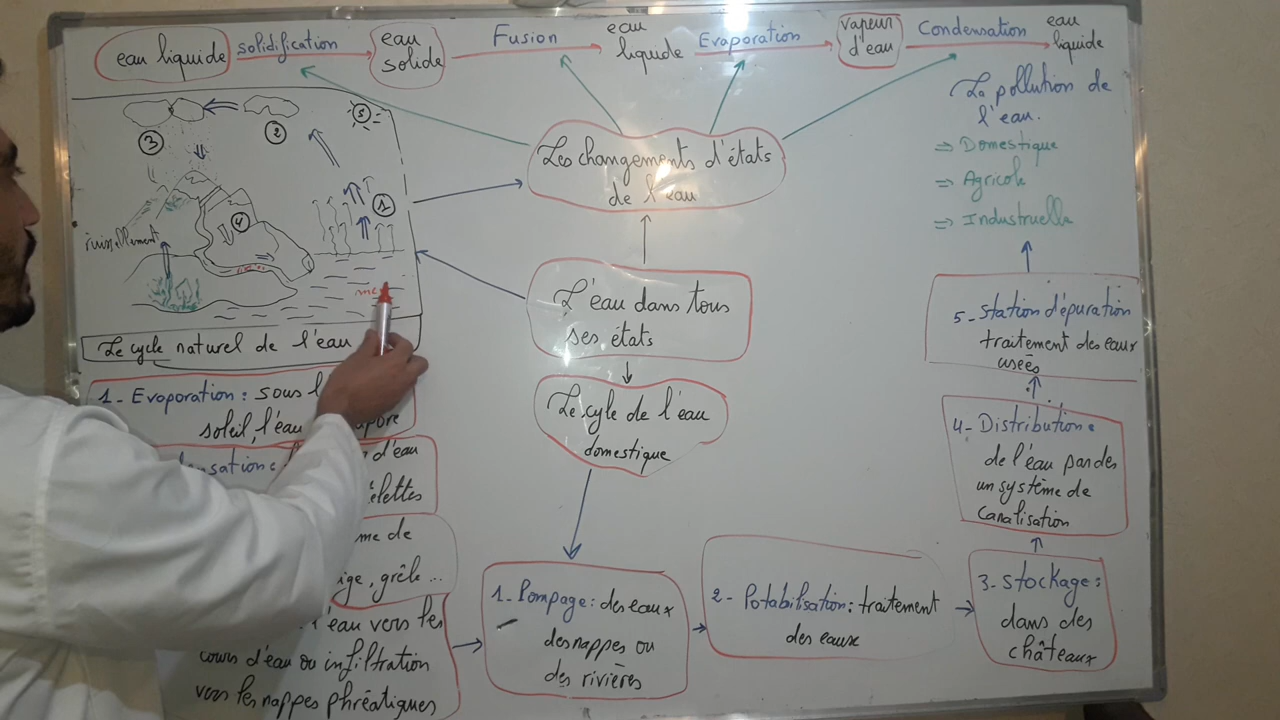 eau liquide solidification eau solide Fusion eau liquide Evaporation vapeur d'eau Condensation eau liquide
3
2
5
1
4
ruissellement
Le cycle naturel de l'eau
1- Evaporation : sous
soleil, l'eau
d'eau
me de
ige, grêle ...
l'eau vers les
cours d'eau ou infiltration
vers les nappes phréatiques
Les changements d'états
de l'eau
L'eau dans tous
ses états
Le cyle de l'eau
domestique
1- Pompage : des eaux
des nappes ou
des rivières
2- Potabilisation : traitement
des eaux
3- Stockage :
dans des
châteaux
4- Distribution :
de l'eau par des
un système de
canalisation
5- Station d'épuration
traitement des eaux
usées
La pollution de
l'eau.
⇒ Domestique
⇒ Agricole
⇒ Industruelle